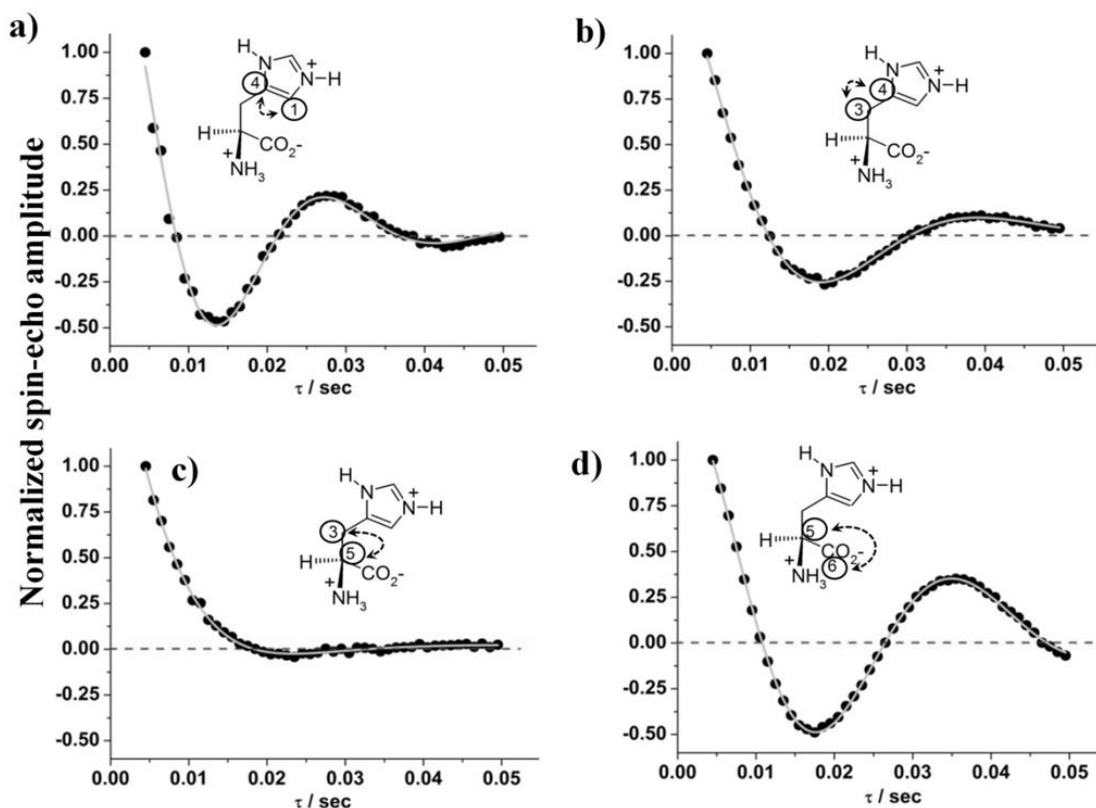 Normalized spin-echo amplitude
a)
1.00
0.75
0.50
0.25
0.00
-0.25
-0.50
0.00 0.01 0.02 0.03 0.04 0.05
τ / sec
H
N
+
N-H
4
1
H
CO₂⁻
+
NH₃
b)
1.00
0.75
0.50
0.25
0.00
-0.25
-0.50
0.00 0.01 0.02 0.03 0.04 0.05
τ / sec
H
N
+
N-H
4
3
H
CO₂⁻
+
NH₃
c)
1.00
0.75
0.50
0.25
0.00
-0.25
-0.50
0.00 0.01 0.02 0.03 0.04 0.05
τ / sec
H
N
+
N-H
3
5
H
CO₂⁻
+
NH₃
d)
1.00
0.75
0.50
0.25
0.00
-0.25
-0.50
0.00 0.01 0.02 0.03 0.04 0.05
τ / sec
H
N
+
N-H
5
H
CO₂⁻
6
+
NH₃